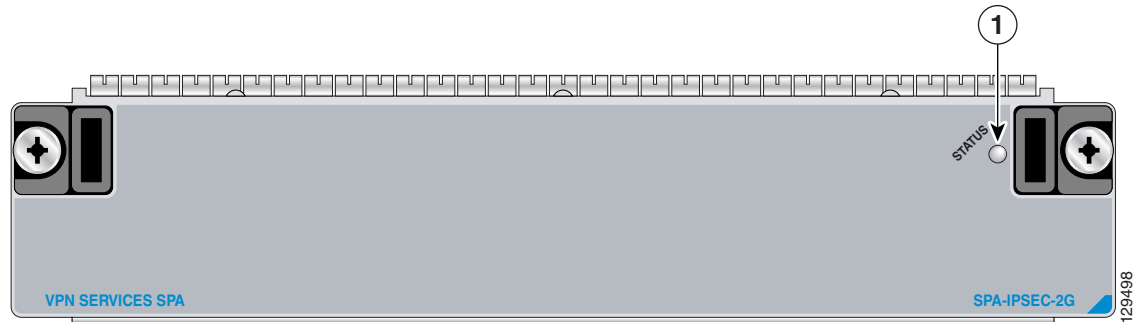 1
STATUS
VPN SERVICES SPA
SPA-IPSEC-2G
129498